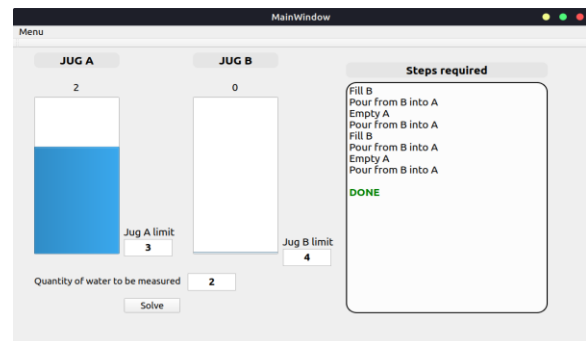 MainWindow
Menu
JUG A
JUG B
Steps required
2
0
Fill B
Pour from B into A
Empty A
Pour from B into A
Fill B
Pour from B into A
Empty A
Pour from B into A
DONE
Jug A limit
3
Jug B limit
4
Quantity of water to be measured
2
Solve